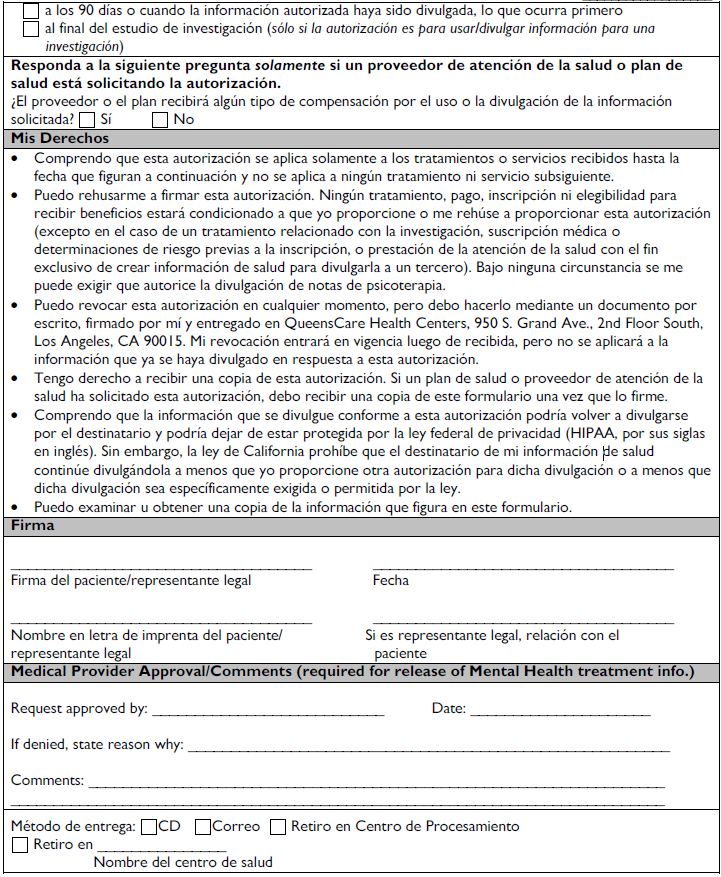 ☐ a los 90 días o cuando la información autorizada haya sido divulgada, lo que ocurra primero
☐ al final del estudio de investigación (sólo si la autorización es para usar/divulgar información para una
investigación)
Responda a la siguiente pregunta solamente si un proveedor de atención de la salud o plan de
salud está solicitando la autorización.
¿El proveedor o el plan recibirá algún tipo de compensación por el uso o la divulgación de la información
solicitada? ☐ Sí ☐ No
Mis Derechos
• Comprendo que esta autorización se aplica solamente a los tratamientos o servicios recibidos hasta la
fecha que figuran a continuación y no se aplica a ningún tratamiento ni servicio subsiguiente.
• Puedo rehusarme a firmar esta autorización. Ningún tratamiento, pago, inscripción ni elegibilidad para
recibir beneficios estará condicionado a que yo proporcione o me rehúse a proporcionar esta autorización
(excepto en el caso de un tratamiento relacionado con la investigación, suscripción médica o
determinaciones de riesgo previas a la inscripción, o prestación de la atención de la salud con el fin
exclusivo de crear información de salud para divulgarla a un tercero). Bajo ninguna circunstancia se me
puede exigir que autorice la divulgación de notas de psicoterapia.
• Puedo revocar esta autorización en cualquier momento, pero debo hacerlo mediante un documento por
escrito, firmado por mí y entregado en QueensCare Health Centers, 950 S. Grand Ave., 2nd Floor South,
Los Angeles, CA 90015. Mi revocación entrará en vigencia luego de recibida, pero no se aplicará a la
información que ya se haya divulgado en respuesta a esta autorización.
• Tengo derecho a recibir una copia de esta autorización. Si un plan de salud o proveedor de atención de la
salud ha solicitado esta autorización, debo recibir una copia de este formulario una vez que lo firme.
• Comprendo que la información que se divulgue conforme a esta autorización podría volver a divulgarse
por el destinatario y podría dejar de estar protegida por la ley federal de privacidad (HIPAA, por sus siglas
en inglés). Sin embargo, la ley de California prohíbe que el destinatario de mi información de salud
continúe divulgándola a menos que yo proporcione otra autorización para dicha divulgación o a menos que
dicha divulgación sea específicamente exigida o permitida por la ley.
• Puedo examinar u obtener una copia de la información que figura en este formulario.
Firma
Firma del paciente/representante legal Fecha
Nombre en letra de imprenta del paciente/ Si es representante legal, relación con el
representante legal paciente
Medical Provider Approval/Comments (required for release of Mental Health treatment info.)
Request approved by: ____________ Date: ____________
If denied, state reason why: ____________
Comments: ____________
Método de entrega: ☐ CD ☐ Correo ☐ Retiro en Centro de Procesamiento
☐ Retiro en ____________
Nombre del centro de salud